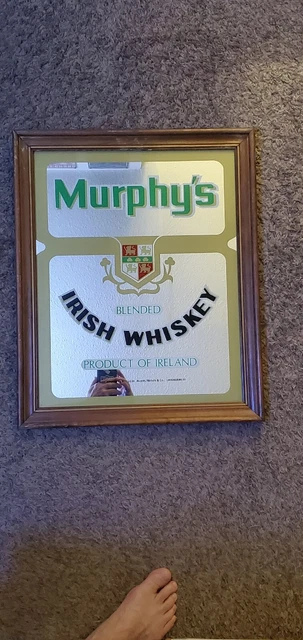 Murphy's
BLENDED
IRISH WHISKEY
PRODUCT OF IRELAND